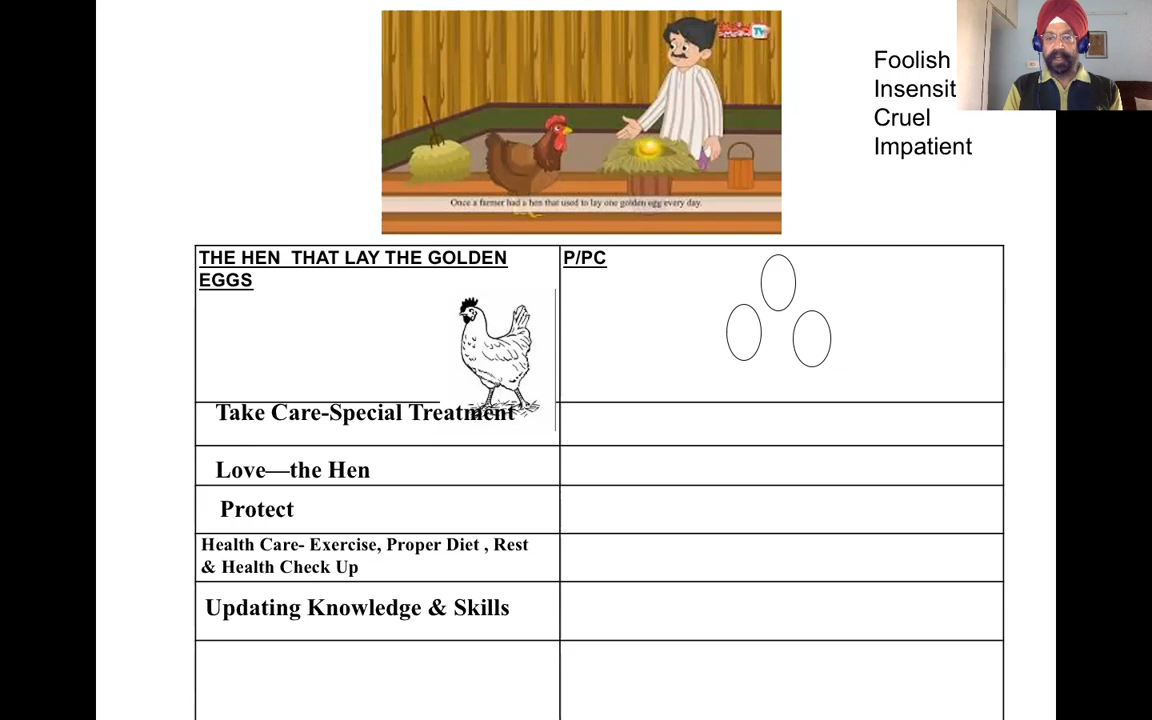 Once a farmer had a hen that used to lay one golden egg every day.
Foolish
Insensit
Cruel
Impatient
THE HEN THAT LAY THE GOLDEN
EGGS
P/PC
Take Care-Special Treatment
Love—the Hen
Protect
Health Care- Exercise, Proper Diet , Rest
& Health Check Up
Updating Knowledge & Skills